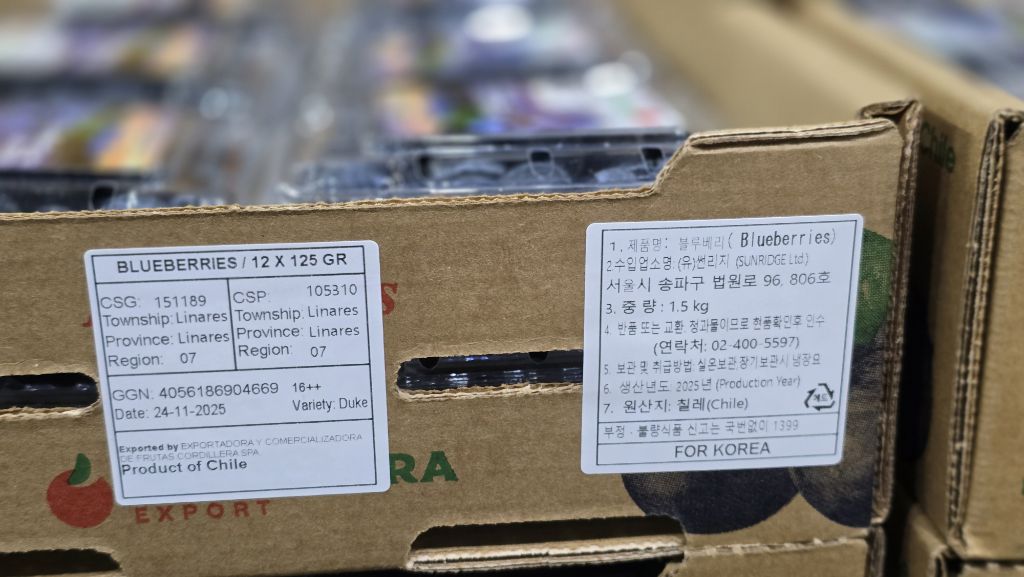 BLUEBERRIES / 12 X 125 GR
CSG: 151189
Township: Linares
Province: Linares
Region: 07
CSP: 105310
Township: Linares
Province: Linares
Region: 07
GGN: 4056186904669 16++
Date: 24-11-2025 Variety: Duke
Exported by EXPORTADORA Y COMERCIALIZADORA
DE FRUTAS CORDILLERA SPA
Product of Chile
S
RA
EXPORT
1. 제품명: 블루베리( Blueberries)
2.수입업소명: (유)썬리지 (SUNRIDGE Ltd.)
서울시 송파구 법원로 96, 806호
3. 중 량 : 1.5 kg
4. 반품 또는 교환: 청과물이므로 현품확인후 인수
(연락처: 02-400-5597)
5. 보관 및 취급방법: 실온보관,장기보관시 냉장요
6. 생산년도: 2025년 (Production Year)
7. 원산지: 칠레(Chile)
부정 · 불량식품 신고는 국번없이 1399
FOR KOREA
Chile